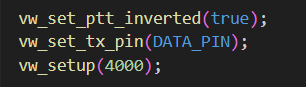 vw_set_ptt_inverted(true);
vw_set_tx_pin(DATA_PIN);
vw_setup(4000);